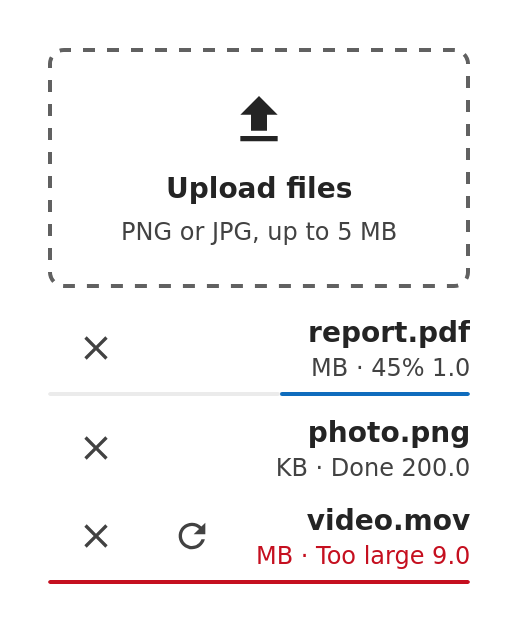 Upload files
PNG or JPG, up to 5 MB
report.pdf
MB · 45% 1.0
photo.png
KB · Done 200.0
video.mov
MB · Too large 9.0